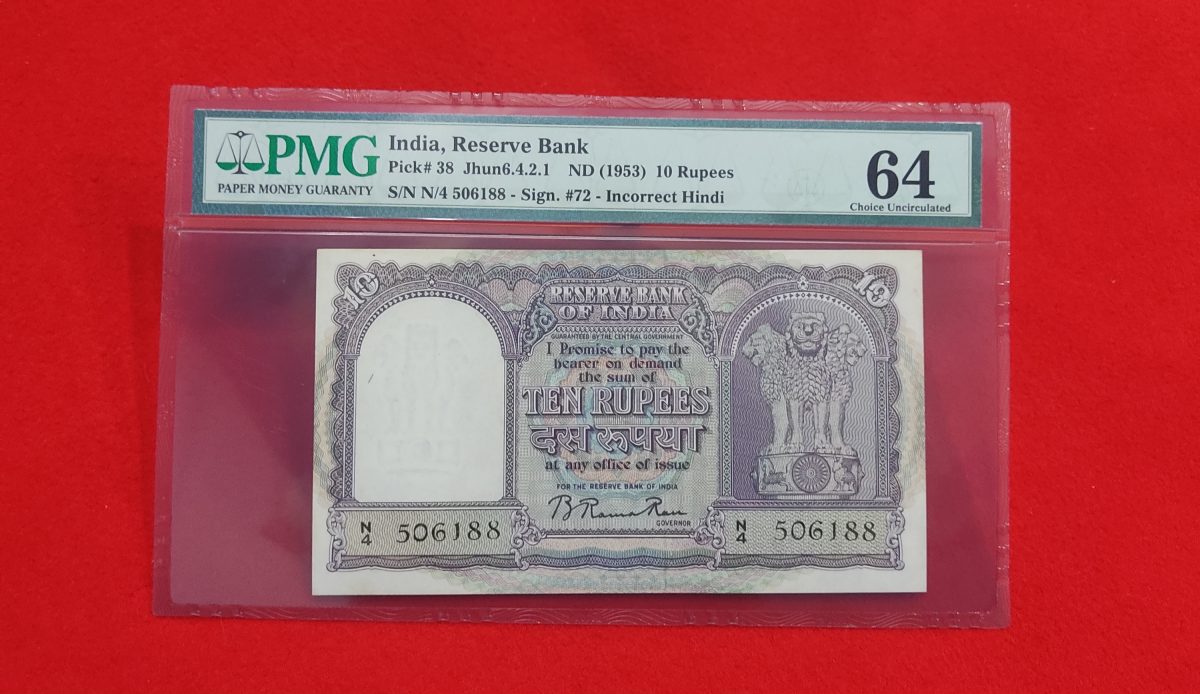 PMG
PAPER MONEY GUARANTY
India, Reserve Bank
Pick# 38 Jhun6.4.2.1 ND (1953) 10 Rupees
S/N N/4 506188 - Sign. #72 - Incorrect Hindi
64
Choice Uncirculated
10
10
RESERVE BANK
OF INDIA
GUARANTEED BY THE CENTRAL GOVERNMENT
I Promise to pay the
bearer on demand
the sum of
TEN RUPEES
दस रूपया
at any office of issue
FOR THE RESERVE BANK OF INDIA
B Rama Rau
GOVERNOR
N/4 506188
N/4 506188